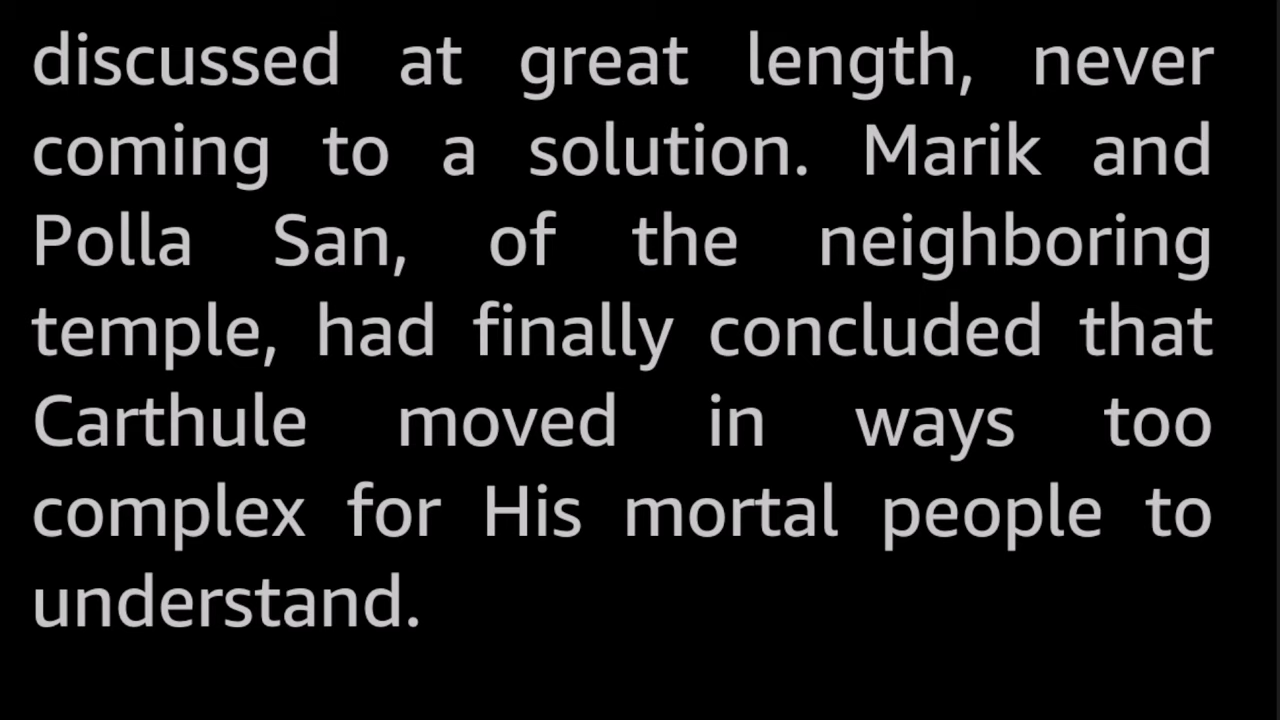 discussed at great length, never
coming to a solution. Marik and
Polla San, of the neighboring
temple, had finally concluded that
Carthule moved in ways too
complex for His mortal people to
understand.